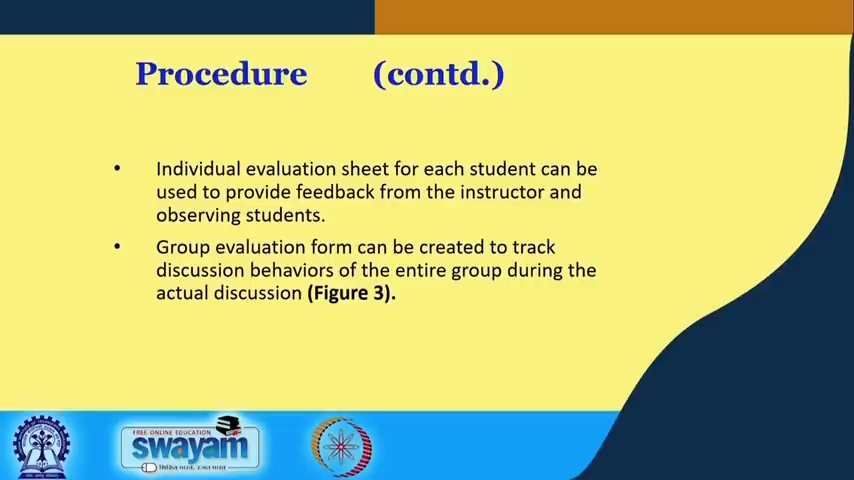 Procedure (contd.)
• Individual evaluation sheet for each student can be
used to provide feedback from the instructor and
observing students.
• Group evaluation form can be created to track
discussion behaviors of the entire group during the
actual discussion (Figure 3).
FREE ONLINE EDUCATION
swayam